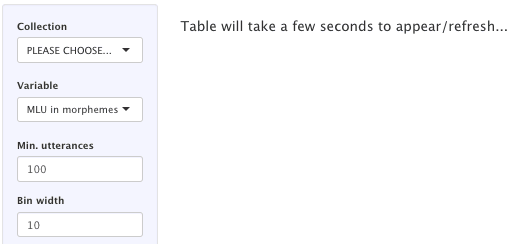 Collection
PLEASE CHOOSE...
Variable
MLU in morphemes
Min. utterances
100
Bin width
10
Table will take a few seconds to appear/refresh...